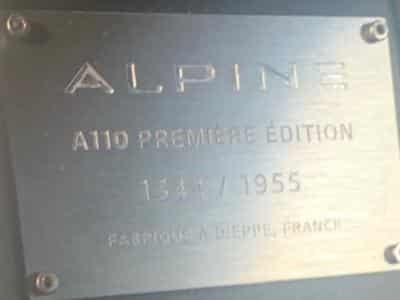 ALPINE
A110 PREMIÈRE ÉDITION
/ 1955
FABRIQUÉ À DIEPPE, FRANCE